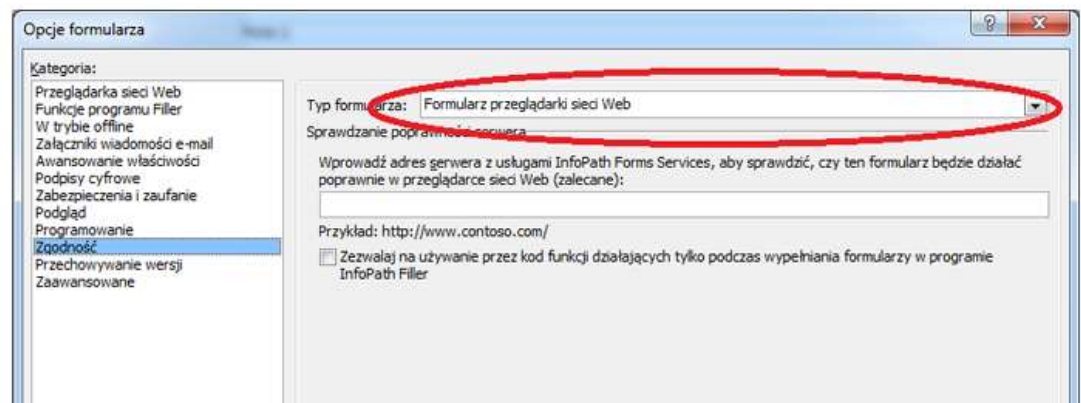 Opcje formularza
Kategoria:
Przeglądarka sieci Web
Funkcje programu Filler
W trybie offline
Załączniki wiadomości e-mail
Awansowanie właściwości
Podpisy cyfrowe
Zabezpieczenia i zaufanie
Podgląd
Programowanie
Zgodność
Przechowywanie wersji
Zaawansowane
Typ formularza: Formularz przeglądarki sieci Web
Sprawdzanie poprawności serwera
Wprowadź adres serwera z usługami InfoPath Forms Services, aby sprawdzić, czy ten formularz będzie działać
poprawnie w przeglądarce sieci Web (zalecane):
Przykład: http://www.contoso.com/
Zezwalaj na używanie przez kod funkcji działających tylko podczas wypełniania formularzy w programie
InfoPath Filler